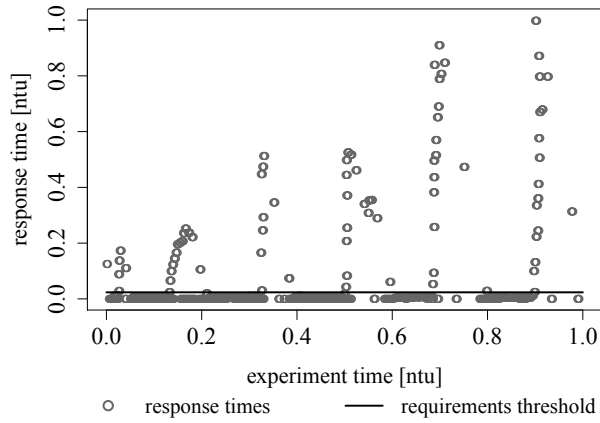 response time [ntu]
1.0
0.8
0.6
0.4
0.2
0.0
0.0 0.2 0.4 0.6 0.8 1.0
experiment time [ntu]
response times requirements threshold